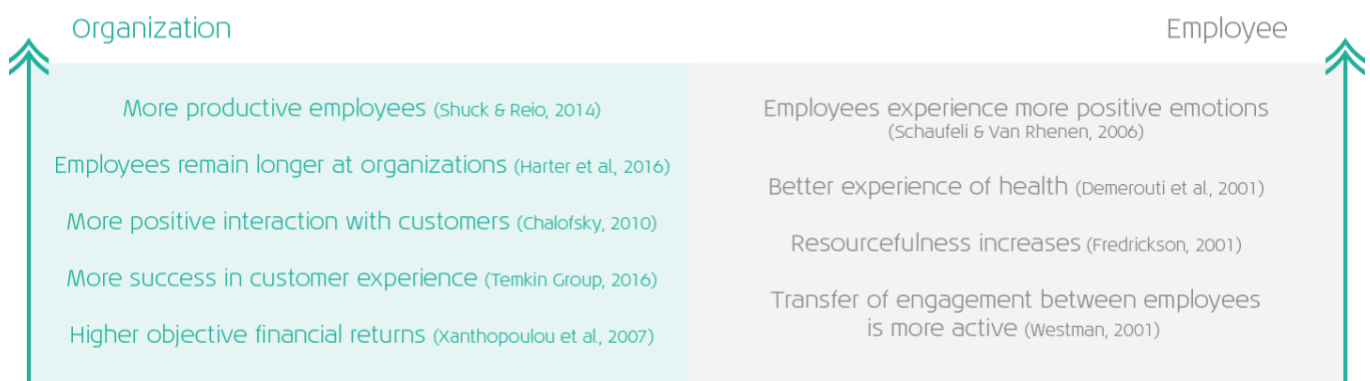 Organization
More productive employees (Shuck & Reio, 2014)
Employees remain longer at organizations (Harter et al., 2016)
More positive interaction with customers (Chalofsky, 2010)
More success in customer experience (Temkin Group, 2016)
Higher objective financial returns (Xanthopoulou et al., 2007)
Employee
Employees experience more positive emotions
(Schaufeli & Van Rhenen, 2006)
Better experience of health (Demerouti et al., 2001)
Resourcefulness increases (Fredrickson, 2001)
Transfer of engagement between employees
is more active (Westman, 2001)